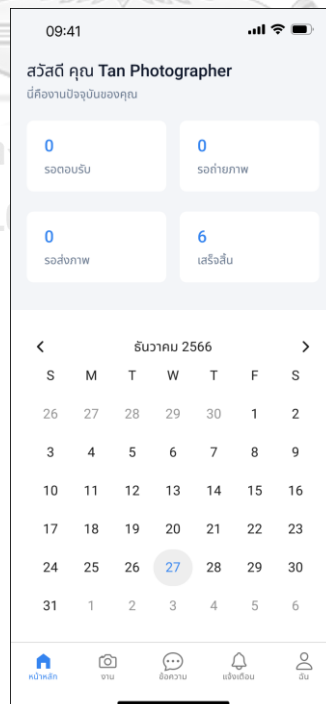 09:41
สวัสดี คุณ Tan Photographer
นี่คืองานปัจจุบันของคุณ
0 0
รอตอบรับ รอถ่ายภาพ
0 6
รอส่งภาพ เสร็จสิ้น
ธันวาคม 2566
S M T W T F S
26 27 28 29 30 1 2
3 4 5 6 7 8 9
10 11 12 13 14 15 16
17 18 19 20 21 22 23
24 25 26 27 28 29 30
31 1 2 3 4 5 6
หน้าหลัก งาน ข้อความ แจ้งเตือน ฉัน